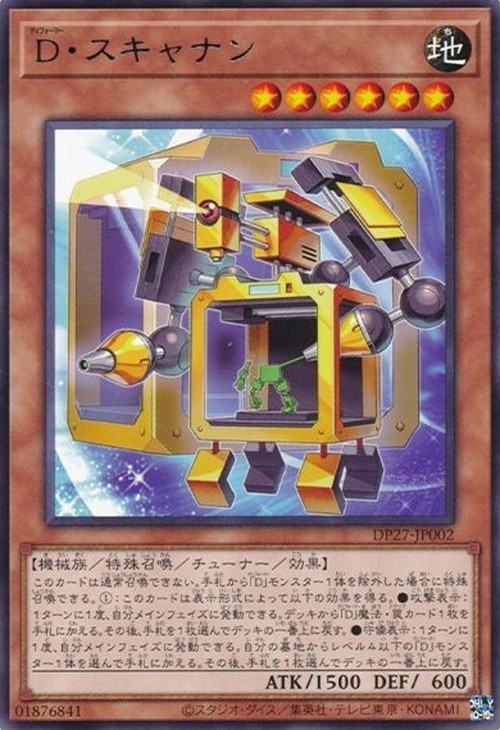 ディフォーマー
D・スキャナン
ち
地
DP27-JP002
【機械族／特殊召喚／チューナー／効果】
このカードは通常召喚できない。手札から「D」モンスター1体を除外した場合に特殊
召喚できる。①：このカードは表示形式によって以下の効果を得る。●攻撃表示：
1ターンに1度、自分メインフェイズに発動できる。デッキから「D」魔法・罠カード1枚を
手札に加える。その後、手札を1枚選んでデッキの一番上に戻す。●守備表示：1ターンに
1度、自分メインフェイズに発動できる。自分の墓地からレベル4以下の「D」モンス
ター1体を選んで手札に加える。その後、手札を1枚選んでデッキの一番上に戻す。
ATK/1500 DEF/ 600
01876841
©スタジオ・ダイス／集英社・テレビ東京・KONAMI